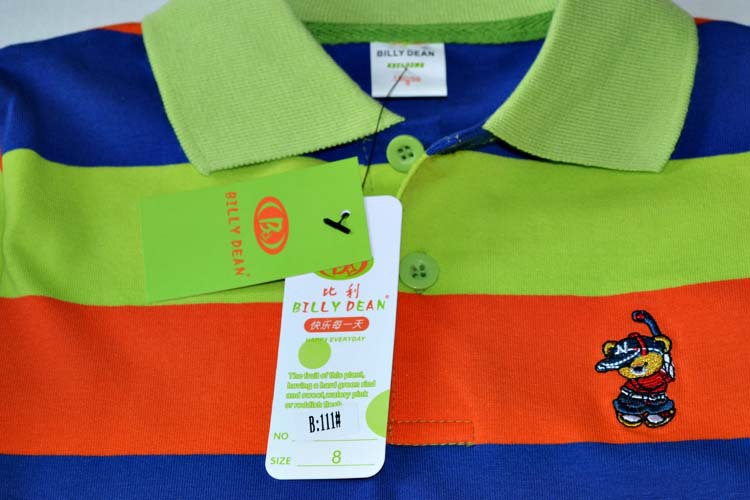 BILLY DEAN
BILLY DEAN
比利
BILLY DEAN
快乐每一天
HAPPY EVERYDAY
The fruit of this plant,
having a hard green rind
and sweet, watery pink
or reddish flesh
NO B:111#
SIZE 8
N